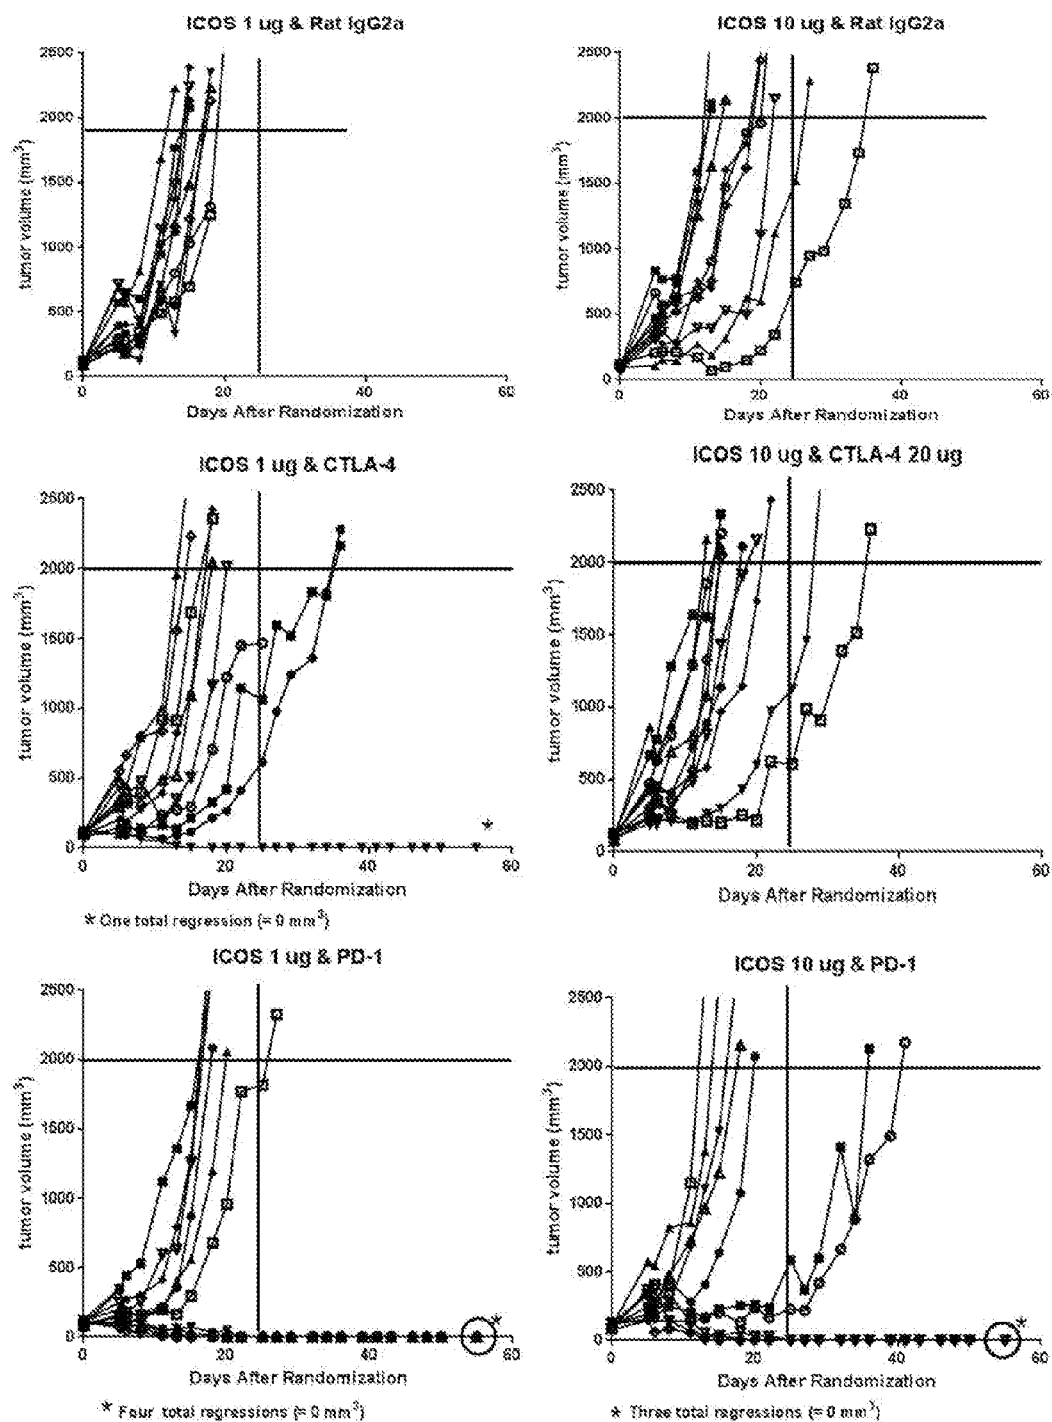 ICOS 1 ug & Rat IgG2a
tumor volume (mm³)
2500
2000
1500
1000
500
0
0 20 40 60
Days After Randomization
ICOS 10 ug & Rat IgG2a
tumor volume (mm³)
2500
2000
1500
1000
500
0
0 20 40 60
Days After Randomization
ICOS 1 ug & CTLA-4
tumor volume (mm³)
2500
2000
1500
1000
500
0
*
0 20 40 60
Days After Randomization
* One total regression (= 0 mm³)
ICOS 10 ug & CTLA-4 20 ug
tumor volume (mm³)
2500
2000
1500
1000
500
0
0 20 40 60
Days After Randomization
ICOS 1 ug & PD-1
tumor volume (mm³)
2500
2000
1500
1000
500
0
*
0 20 40 60
Days After Randomization
* Four total regressions (= 0 mm³)
ICOS 10 ug & PD-1
tumor volume (mm³)
2500
2000
1500
1000
500
0
*
0 20 40 60
Days After Randomization
* Three total regressions (= 0 mm³)